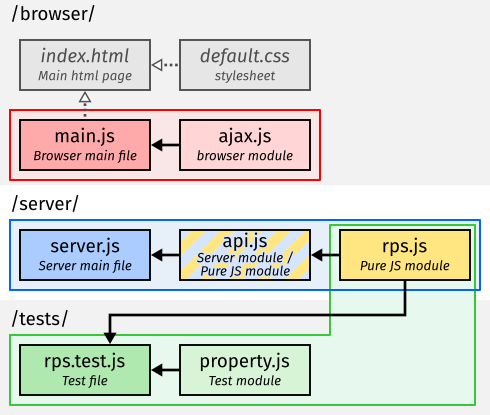 /browser/
index.html
Main html page
default.css
stylesheet
main.js
Browser main file
ajax.js
browser module
/server/
server.js
Server main file
api.js
Server module /
Pure JS module
rps.js
Pure JS module
/tests/
rps.test.js
Test file
property.js
Test module